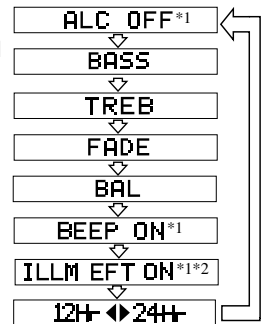 ALC OFF*1
BASS
TREB
FADE
BAL
BEEP ON*1
ILLM EFT ON*1*2
12H 24H